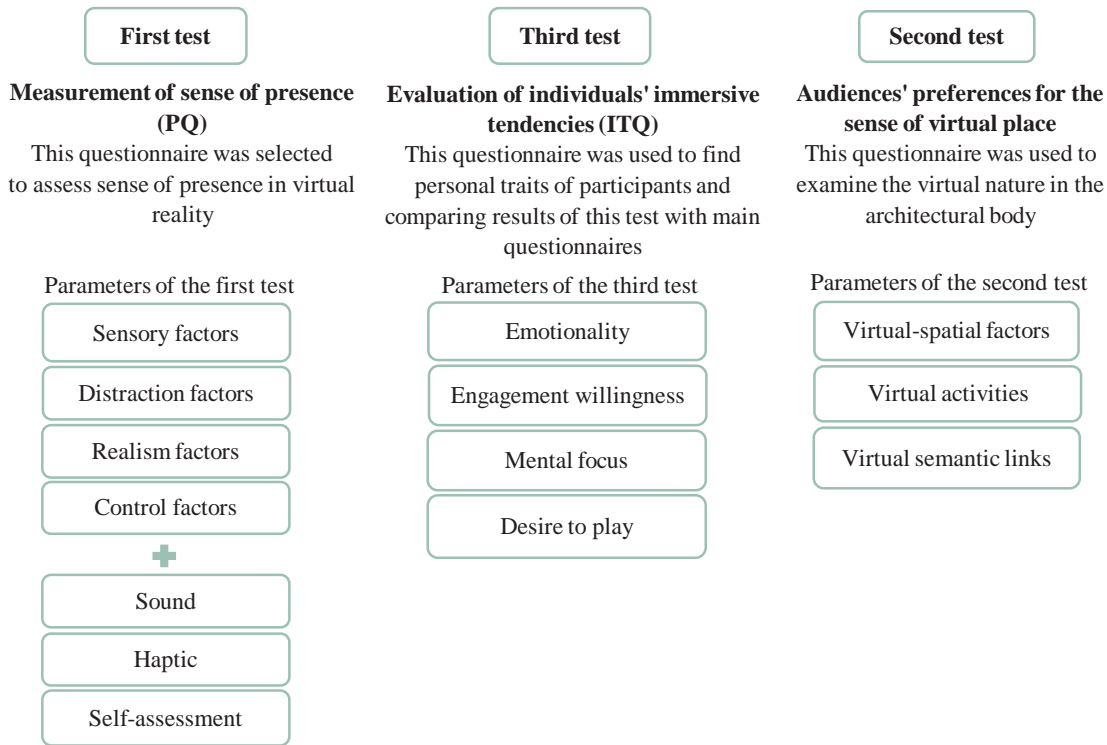 First test
Measurement of sense of presence
(PQ)
This questionnaire was selected
to assess sense of presence in virtual
reality
Parameters of the first test
Sensory factors
Distraction factors
Realism factors
Control factors
Sound
Haptic
Self-assessment
Third test
Evaluation of individuals' immersive
tendencies (ITQ)
This questionnaire was used to find
personal traits of participants and
comparing results of this test with main
questionnaires
Parameters of the third test
Emotionality
Engagement willingness
Mental focus
Desire to play
Second test
Audiences' preferences for the
sense of virtual place
This questionnaire was used to
examine the virtual nature in the
architectural body
Parameters of the second test
Virtual-spatial factors
Virtual activities
Virtual semantic links